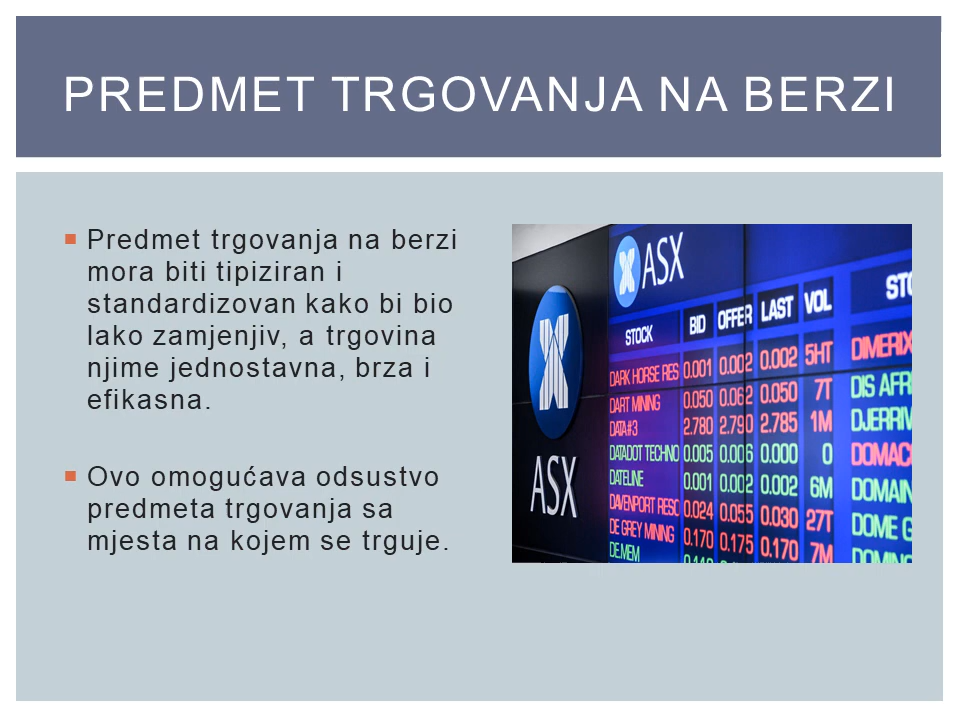 PREDMET TRGOVANJA NA BERZI
Predmet trgovanja na berzi
mora biti tipiziran i
standardizovan kako bi bio
lako zamjenjiv, a trgovina
njime jednostavna, brza i
efikasna.
Ovo omogućava odsustvo
predmeta trgovanja sa
mjesta na kojem se trguje.
ASX
ASX
STOCK BID OFFER LAST VOL
DARK HORSE RES 0.001 0.002 0.002 5HT DIMERIX
DART MINING 0.050 0.062 0.050 7T DIS AFRI
DATA#3 2.780 2.790 2.785 1M DJERRIV
DATADOT TECHNO 0.005 0.006 0.000 0 DOMAC
DATELINE 0.001 0.002 0.002 6M DOMAIN
DAVENPORT RESO 0.024 0.055 0.030 27T DOME G
DE GREY MINING 0.170 0.175 0.170 7M
DE.MEM